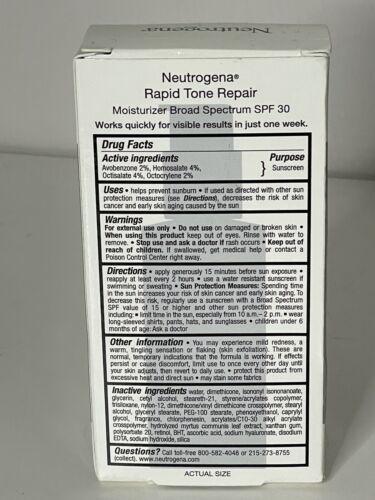 Neutrogena
Neutrogena®
Rapid Tone Repair
Moisturizer Broad Spectrum SPF 30
Works quickly for visible results in just one week.
Drug Facts
Active ingredients Purpose
Avobenzone 2%, Homosalate 4%,
Octisalate 4%, Octocrylene 2% } Sunscreen
Uses • helps prevent sunburn • if used as directed with other sun
protection measures (see Directions), decreases the risk of skin
cancer and early skin aging caused by the sun
Warnings
For external use only • Do not use on damaged or broken skin •
When using this product keep out of eyes. Rinse with water to
remove. • Stop use and ask a doctor if rash occurs • Keep out of
reach of children. If swallowed, get medical help or contact a
Poison Control Center right away.
Directions • apply generously 15 minutes before sun exposure •
reapply at least every 2 hours • use a water resistant sunscreen if
swimming or sweating • Sun Protection Measures: Spending time
in the sun increases your risk of skin cancer and early skin aging. To
decrease this risk, regularly use a sunscreen with a Broad Spectrum
SPF value of 15 or higher and other sun protection measures
including: • limit time in the sun, especially from 10 a.m. – 2 p.m. • wear
long-sleeved shirts, pants, hats, and sunglasses • children under 6
months of age: Ask a doctor
Other information • You may experience mild redness, a
warm, tingling sensation or flaking (skin exfoliation). These are
normal, temporary indications that the formula is working. If effects
persist or cause discomfort, limit use to once every other day until
your skin adjusts, then revert to daily use. • protect this product from
excessive heat and direct sun • may stain some fabrics
Inactive ingredients water, dimethicone, isononyl isononanoate,
glycerin, cetyl alcohol, steareth-21, styrene/acrylates copolymer,
trisiloxane, nylon-12, dimethicone/vinyl dimethicone crosspolymer, stearyl
alcohol, glyceryl stearate, PEG-100 stearate, phenoxyethanol, caprylyl
glycol, fragrance, chlorphenesin, acrylates/C10-30 alkyl acrylate
crosspolymer, hydrolyzed myrtus communis leaf extract, xanthan gum,
polysorbate 20, retinol, BHT, ascorbic acid, sodium hyaluronate, disodium
EDTA, sodium hydroxide, silica
Questions? Call toll-free 800-582-4046 or 215-273-8755
(collect). www.neutrogena.com
ACTUAL SIZE